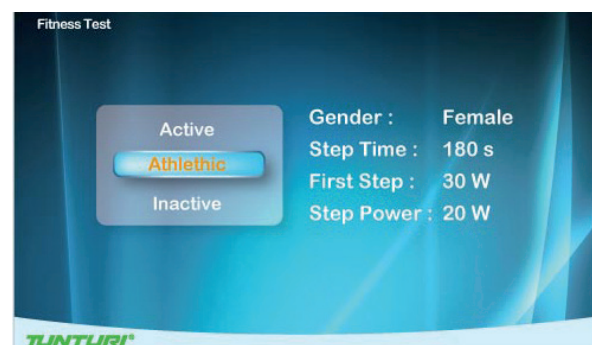 Fitness Test
Active
Athlethic
Inactive
Gender : Female
Step Time : 180 s
First Step : 30 W
Step Power : 20 W
TUNTURI®